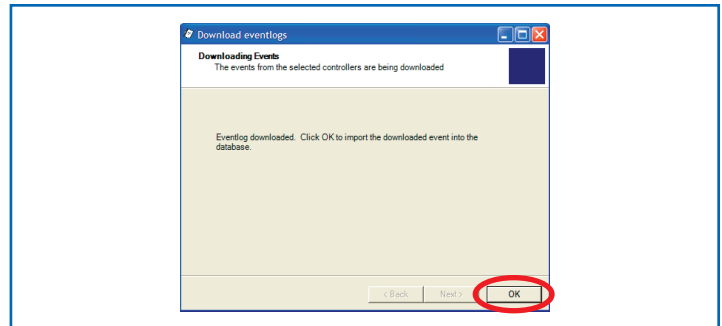 Download eventlogs
Downloading Events
The events from the selected controllers are being downloaded
Eventlog downloaded. Click OK to import the downloaded event into the
database.
< Back Next > OK